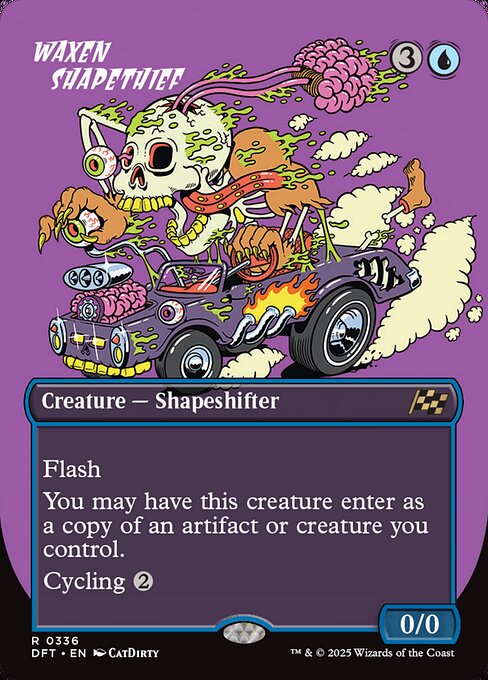 WAXEN
SHAPETHIEF
3
Creature — Shapeshifter
Flash
You may have this creature enter as
a copy of an artifact or creature you
control.
Cycling 2
0/0
R 0336
DFT • EN CATDIRTY
™ & © 2025 Wizards of the Coast